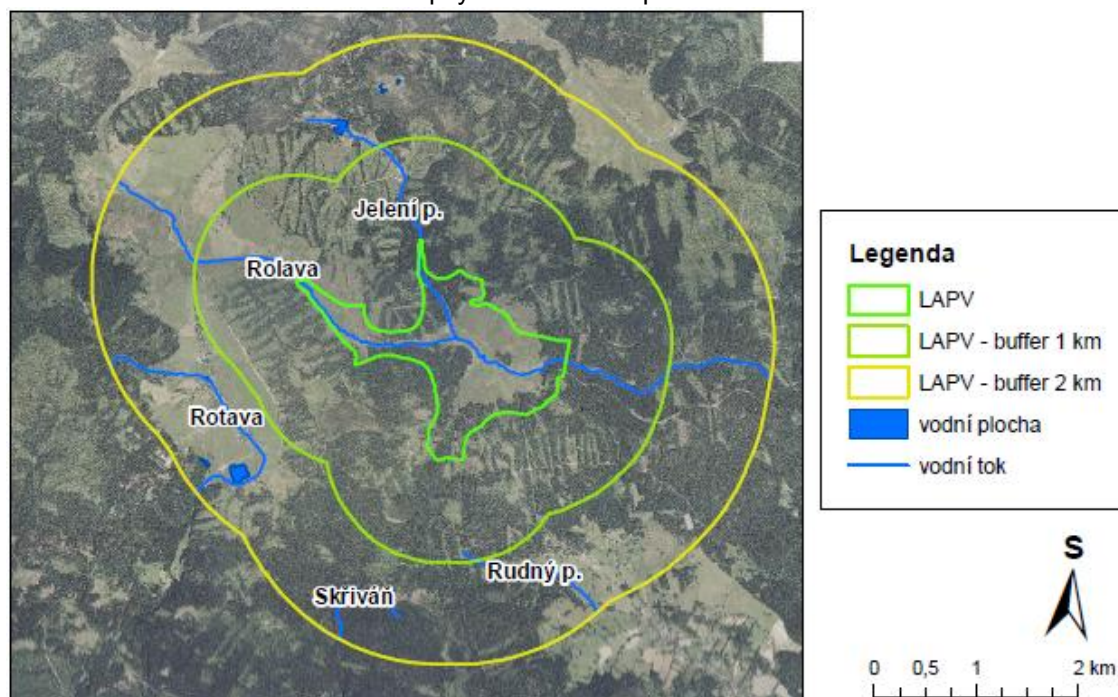 Jelení p.
Rolava
Rotava
Rudný p.
Skřiváň
Legenda
LAPV
LAPV - buffer 1 km
LAPV - buffer 2 km
vodní plocha
vodní tok
S
0 0,5 1 2 km